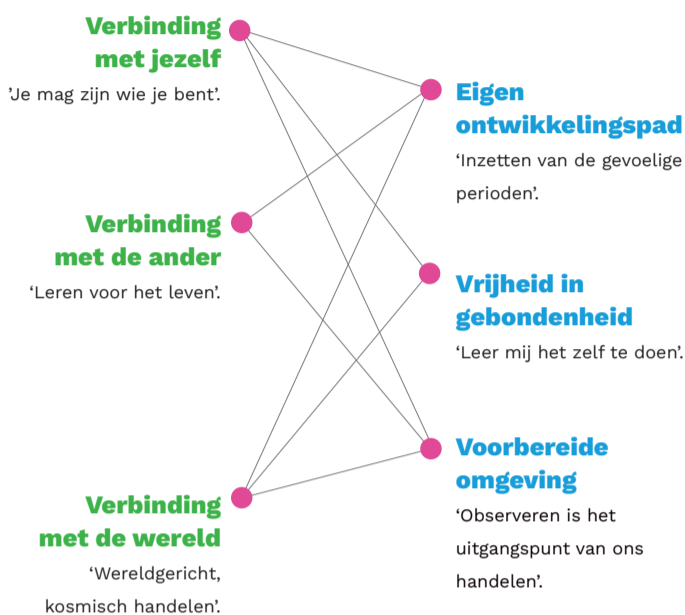 Verbinding
met jezelf
’Je mag zijn wie je bent’.
Verbinding
met de ander
‘Leren voor het leven’.
Verbinding
met de wereld
‘Wereldgericht,
kosmisch handelen’.
Eigen
ontwikkelingspad
‘Inzetten van de gevoelige
perioden’.
Vrijheid in
gebondenheid
‘Leer mij het zelf te doen’.
Voorbereide
omgeving
‘Observeren is het
uitgangspunt van ons
handelen’.